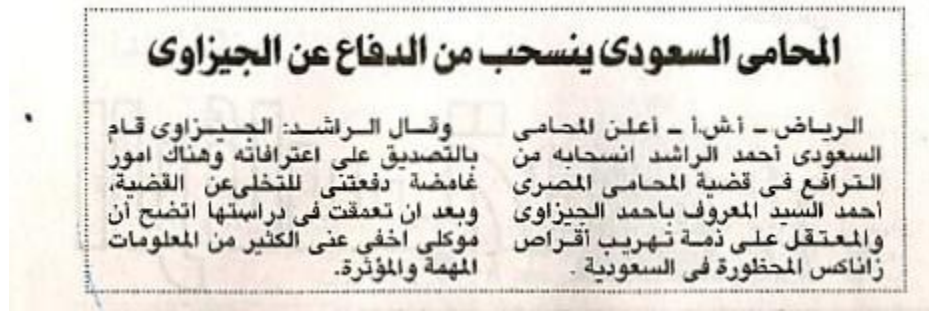 المحامى السعودى ينسحب من الدفاع عن الجيزاوى
الرياض ـ أ.ش.أ ـ أعلن المحامى
السعودى أحمد الراشد انسحابه من
الترافع فى قضية المحامى المصرى
أحمد السيد المعروف بأحمد الجيزاوى
والمعتقل على ذمة تهريب أقراص
زاناكس المحظورة فى السعودية .
وقال الراشد: الجيزاوى قام
بالتصديق على اعترافاته وهناك امور
غامضة دفعتنى للتخلى عن القضية،
وبعد ان تعمقت فى دراستها اتضح أن
موكلى اخفى عنى الكثير من المعلومات
المهمة والمؤثرة.